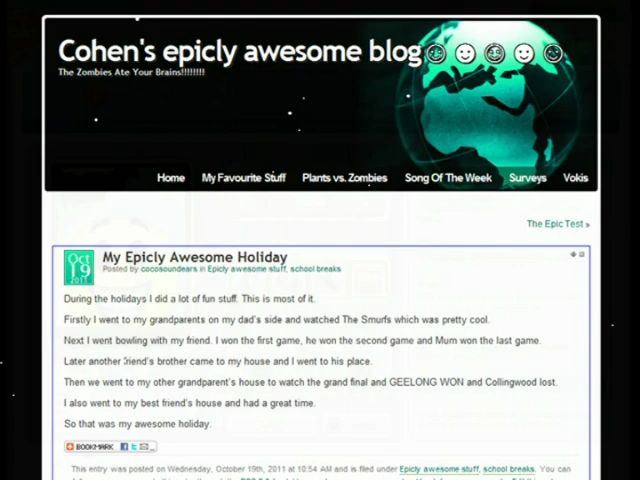 Cohen's epicly awesome blog
The Zombies Ate Your Brains!!!!!!!!
Home My Favourite Stuff Plants vs. Zombies Song Of The Week Surveys Vokis
The Epic Test »
Oct
19
2011
My Epicly Awesome Holiday
Posted by cocosoundears in Epicly awesome stuff, school breaks
During the holidays I did a lot of fun stuff. This is most of it.
Firstly I went to my grandparents on my dad's side and watched The Smurfs which was pretty cool.
Next I went bowling with my friend. I won the first game, he won the second game and Mum won the last game.
Later another friend's brother came to my house and I went to his place.
Then we went to my other grandparent's house to watch the grand final and GEELONG WON and Collingwood lost.
I also went to my best friend's house and had a great time.
So that was my awesome holiday.
BOOKMARK
This entry was posted on Wednesday, October 19th, 2011 at 10:54 AM and is filed under Epicly awesome stuff, school breaks. You can